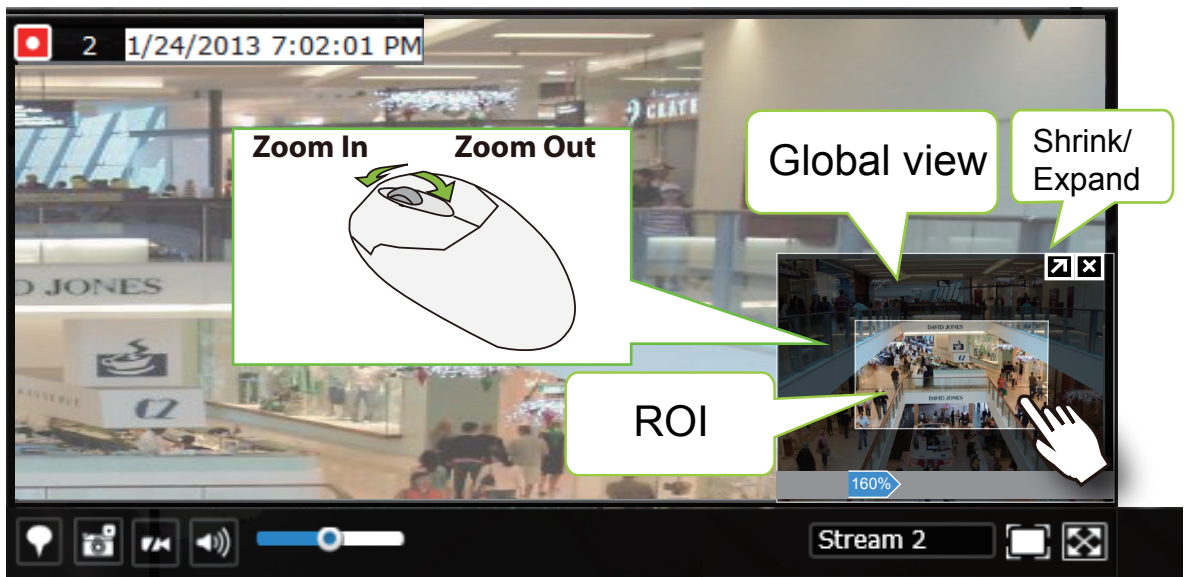 2 1/24/2013 7:02:01 PM
CRATE
Zoom In Zoom Out
Global view
Shrink/
Expand
D JONES
DAVID JONES
ROI
DAVID JONES
160%
Stream 2